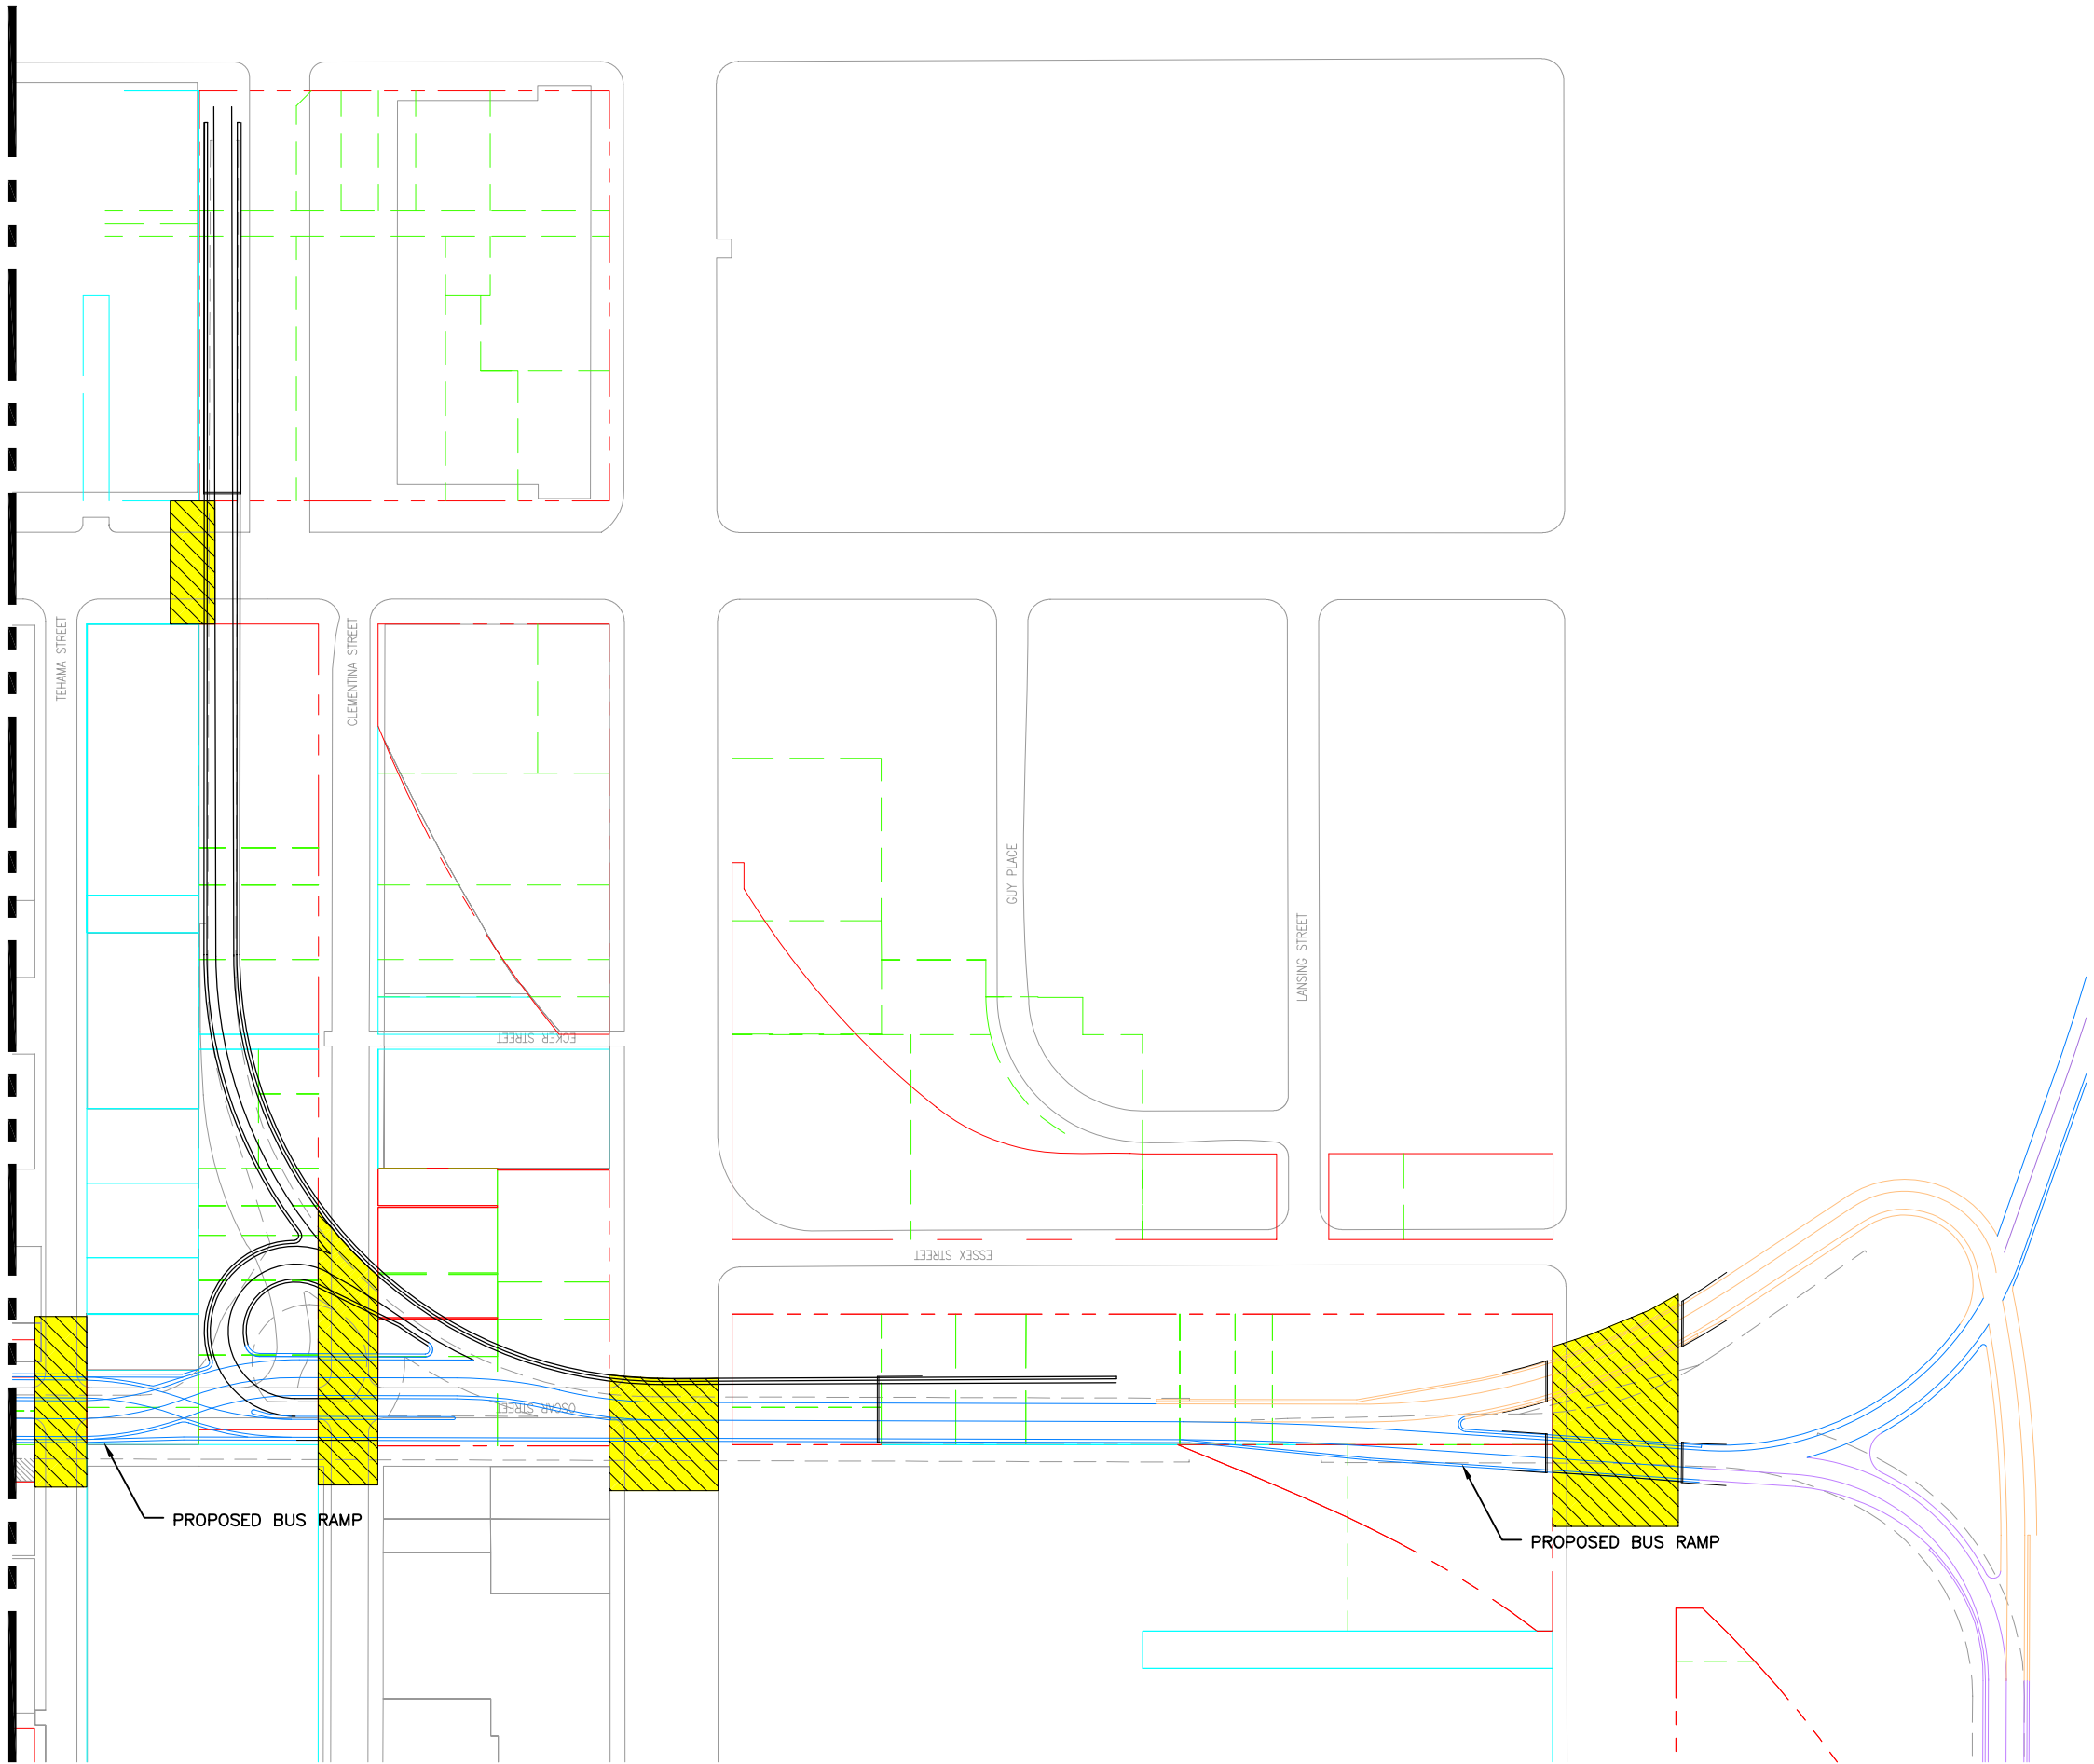 TEHAMA STREET
CLEMENTINA STREET
GUY PLACE
LANSING STREET
ECKER STREET
ESSEX STREET
OSCAR STREET
PROPOSED BUS RAMP
PROPOSED BUS RAMP